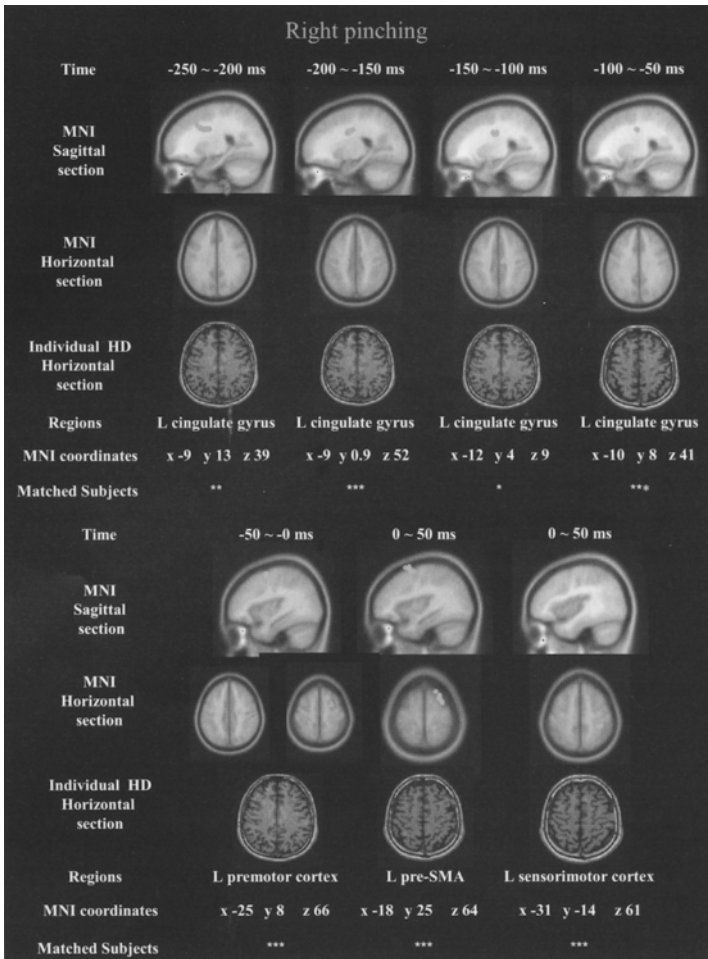 Right pinching
Time -250 ~ -200 ms -200 ~ -150 ms -150 ~ -100 ms -100 ~ -50 ms
MNI
Sagittal
section
MNI
Horizontal
section
Individual HD
Horizontal
section
Regions L cingulate gyrus L cingulate gyrus L cingulate gyrus L cingulate gyrus
MNI coordinates x -9 y 13 z 39 x -9 y 0.9 z 52 x -12 y 4 z 9 x -10 y 8 z 41
Matched Subjects ** *** * ***
Time -50 ~ -0 ms 0 ~ 50 ms 0 ~ 50 ms
MNI
Sagittal
section
MNI
Horizontal
section
Individual HD
Horizontal
section
Regions L premotor cortex L pre-SMA L sensorimotor cortex
MNI coordinates x -25 y 8 z 66 x -18 y 25 z 64 x -31 y -14 z 61
Matched Subjects *** *** ***